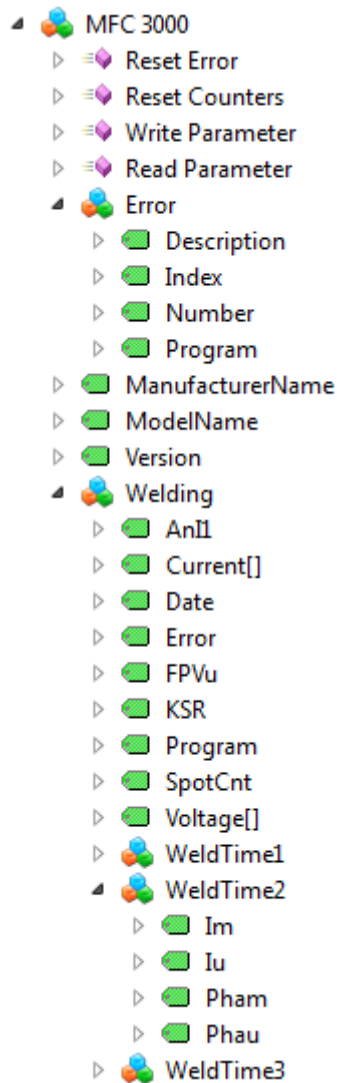 MFC 3000
Reset Error
Reset Counters
Write Parameter
Read Parameter
Error
Description
Index
Number
Program
ManufacturerName
ModelName
Version
Welding
AnI1
Current[]
Date
Error
FPVu
KSR
Program
SpotCnt
Voltage[]
WeldTime1
WeldTime2
Im
Iu
Pham
Phau
WeldTime3